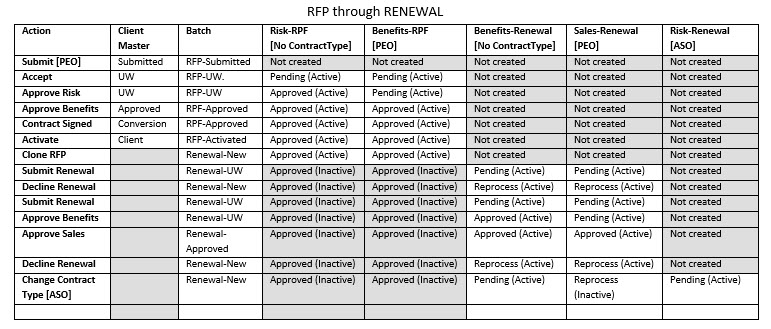 RFP through RENEWAL
Action Client Master Batch Risk-RPF [No ContractType] Benefits-RPF [PEO] Benefits-Renewal [No ContractType] Sales-Renewal [PEO] Risk-Renewal [ASO]
Submit [PEO] Submitted RFP-Submitted Not created Not created Not created Not created Not created
Accept UW RFP-UW. Pending (Active) Pending (Active) Not created Not created Not created
Approve Risk UW RFP-UW Approved (Active) Pending (Active) Not created Not created Not created
Approve Benefits Approved RFP-Approved Approved (Active) Approved (Active) Not created Not created Not created
Contract Signed Conversion RFP-Approved Approved (Active) Approved (Active) Not created Not created Not created
Activate Client RFP-Activated Approved (Active) Approved (Active) Not created Not created Not created
Clone RFP Renewal-New Approved (Active) Approved (Active) Not created Not created Not created
Submit Renewal Renewal-UW Approved (Inactive) Approved (Inactive) Pending (Active) Pending (Active) Not created
Decline Renewal Renewal-New Approved (Inactive) Approved (Inactive) Reprocess (Active) Reprocess (Active) Not created
Submit Renewal Renewal-UW Approved (Inactive) Approved (Inactive) Pending (Active) Pending (Active) Not created
Approve Benefits Renewal-UW Approved (Inactive) Approved (Inactive) Approved (Active) Pending (Active) Not created
Approve Sales Renewal-Approved Approved (Inactive) Approved (Inactive) Approved (Active) Approved (Active) Not created
Decline Renewal Renewal-New Approved (Inactive) Approved (Inactive) Reprocess (Active) Reprocess (Active) Not created
Change Contract Type [ASO] Renewal-New Approved (Inactive) Approved (Inactive) Pending (Active) Reprocess (Inactive) Pending (Active)